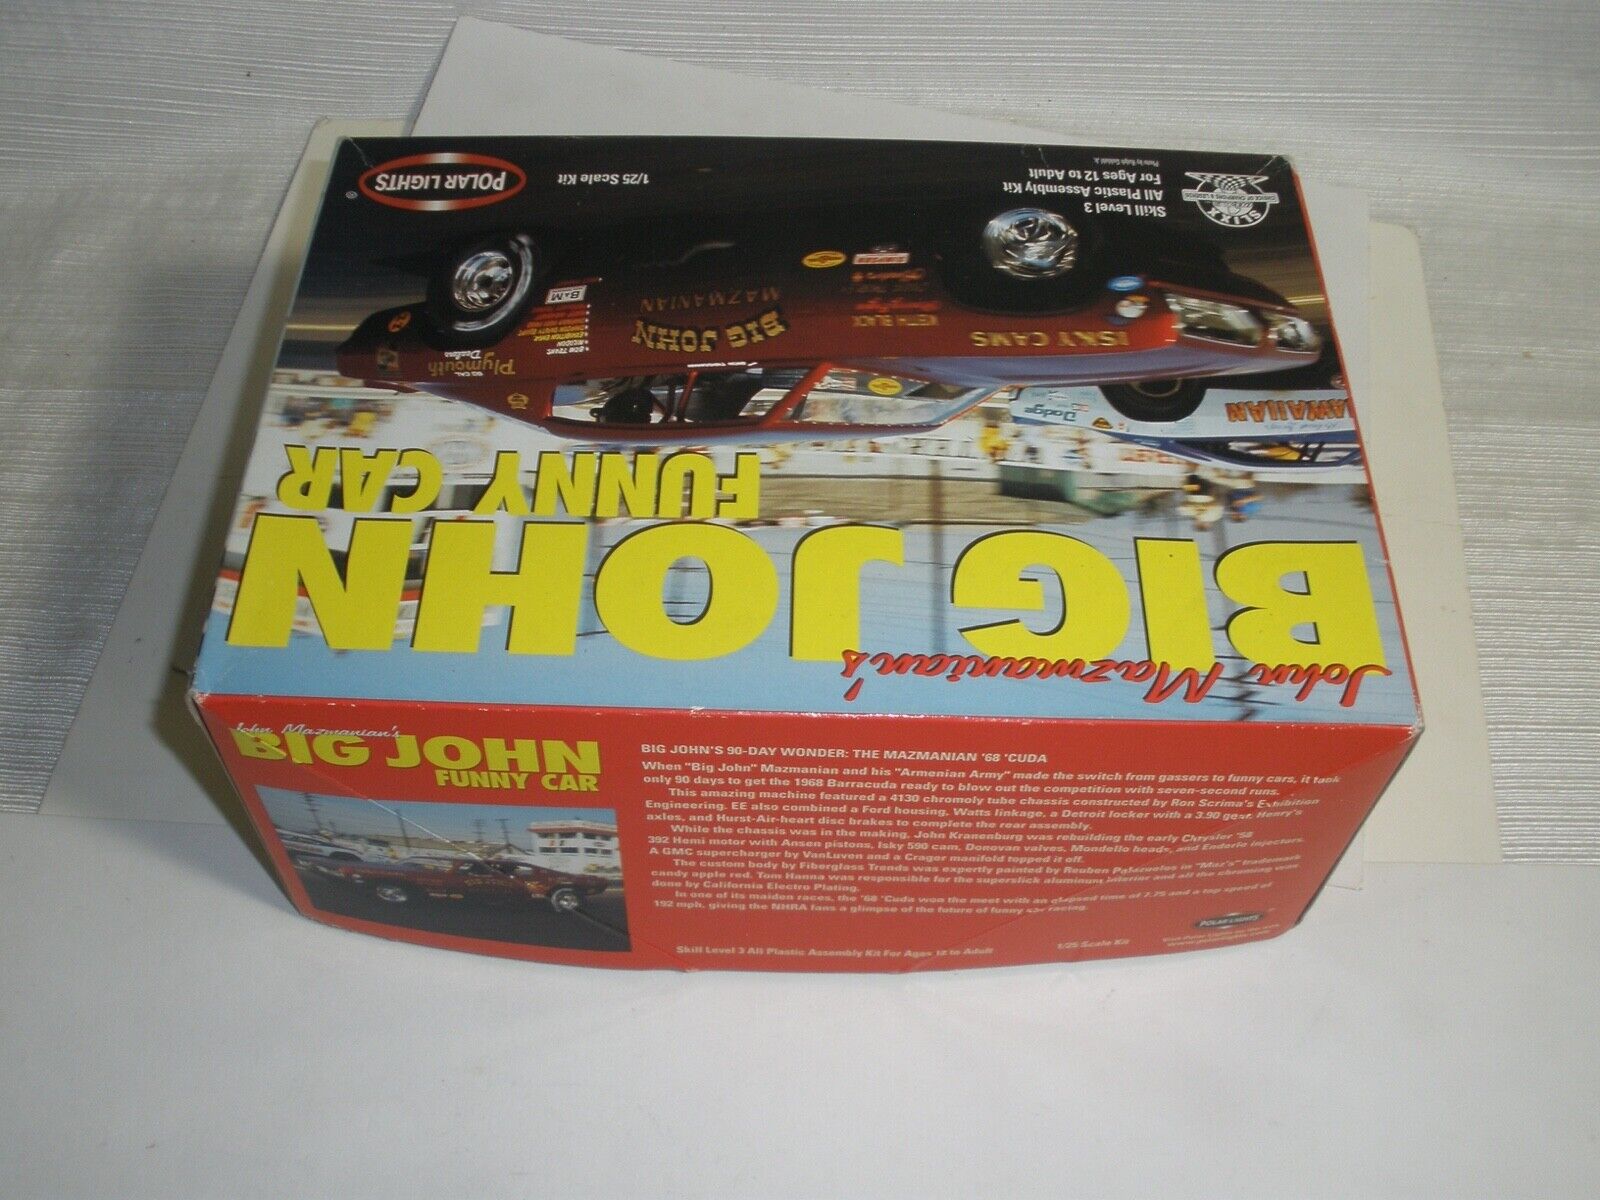 John Mazmanian's
BIG JOHN
FUNNY CAR
HAWAIIAN
Dodge
ISKY CAMS
KEITH BLACK
BIG JOHN
MAZMANIAN
SO CAL
Plymouth
Dealers
B&M
SLIXX
CHOICE OF CHAMPIONS & LEGENDS
Skill Level 3
All Plastic Assembly Kit
For Ages 12 to Adult
1/25 Scale Kit
POLAR LIGHTS
®
John Mazmanian's
BIG JOHN
FUNNY CAR
BIG JOHN'S 90-DAY WONDER: THE MAZMANIAN '68 'CUDA
When "Big John" Mazmanian and his "Armenian Army" made the switch from gassers to funny cars, it took
only 90 days to get the 1968 Barracuda ready to blow out the competition with seven-second runs.
This amazing machine featured a 4130 chromoly tube chassis constructed by Ron Scrima's Exhibition
Engineering. EE also combined a Ford housing, Watts linkage, a Detroit locker with a 3.90 gear, Henry's
axles, and Hurst-Air-heart disc brakes to complete the rear assembly.
While the chassis was in the making, John Kranenburg was rebuilding the early Chrysler '58
392 Hemi motor with Ansen pistons, Isky 590 cam, Donovan valves, Mondello heads, and Enderle injectors.
A GMC supercharger by VanLuven and a Crager manifold topped it off.
The custom body by Fiberglass Trends was expertly painted by Reuben in "Maz's" trademark
candy apple red. Tom Hanna was responsible for the superslick aluminum interior and all the chroming was
done by California Electro Plating.
In one of its maiden races, the '68 'Cuda won the meet with an elapsed time of 7.75 and a top speed of
192 mph, giving the NHRA fans a glimpse of the future of funny car racing.
Skill Level 3 All Plastic Assembly Kit For Ages 12 to Adult
1/25 Scale Kit
POLAR LIGHTS